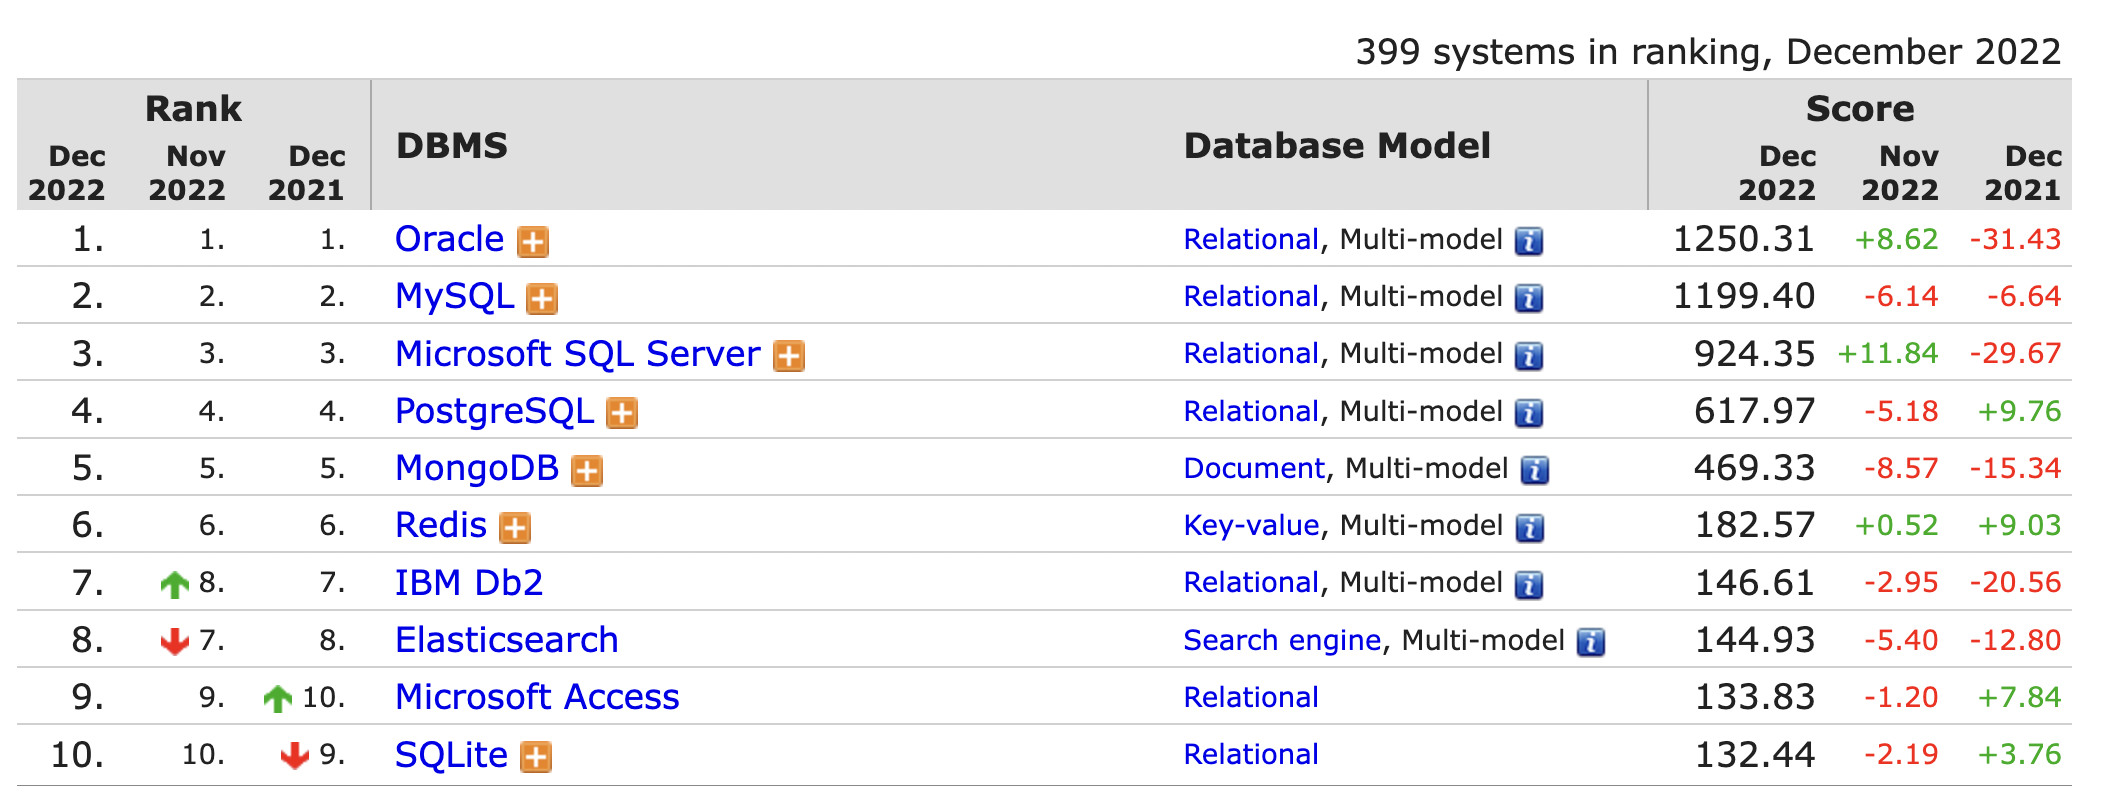 399 systems in ranking, December 2022
Rank DBMS Database Model Score
Dec 2022 Nov 2022 Dec 2021 Dec 2022 Nov 2022 Dec 2021
1. 1. 1. Oracle Relational, Multi-model 1250.31 +8.62 -31.43
2. 2. 2. MySQL Relational, Multi-model 1199.40 -6.14 -6.64
3. 3. 3. Microsoft SQL Server Relational, Multi-model 924.35 +11.84 -29.67
4. 4. 4. PostgreSQL Relational, Multi-model 617.97 -5.18 +9.76
5. 5. 5. MongoDB Document, Multi-model 469.33 -8.57 -15.34
6. 6. 6. Redis Key-value, Multi-model 182.57 +0.52 +9.03
7. 8. 7. IBM Db2 Relational, Multi-model 146.61 -2.95 -20.56
8. 7. 8. Elasticsearch Search engine, Multi-model 144.93 -5.40 -12.80
9. 9. 10. Microsoft Access Relational 133.83 -1.20 +7.84
10. 10. 9. SQLite Relational 132.44 -2.19 +3.76